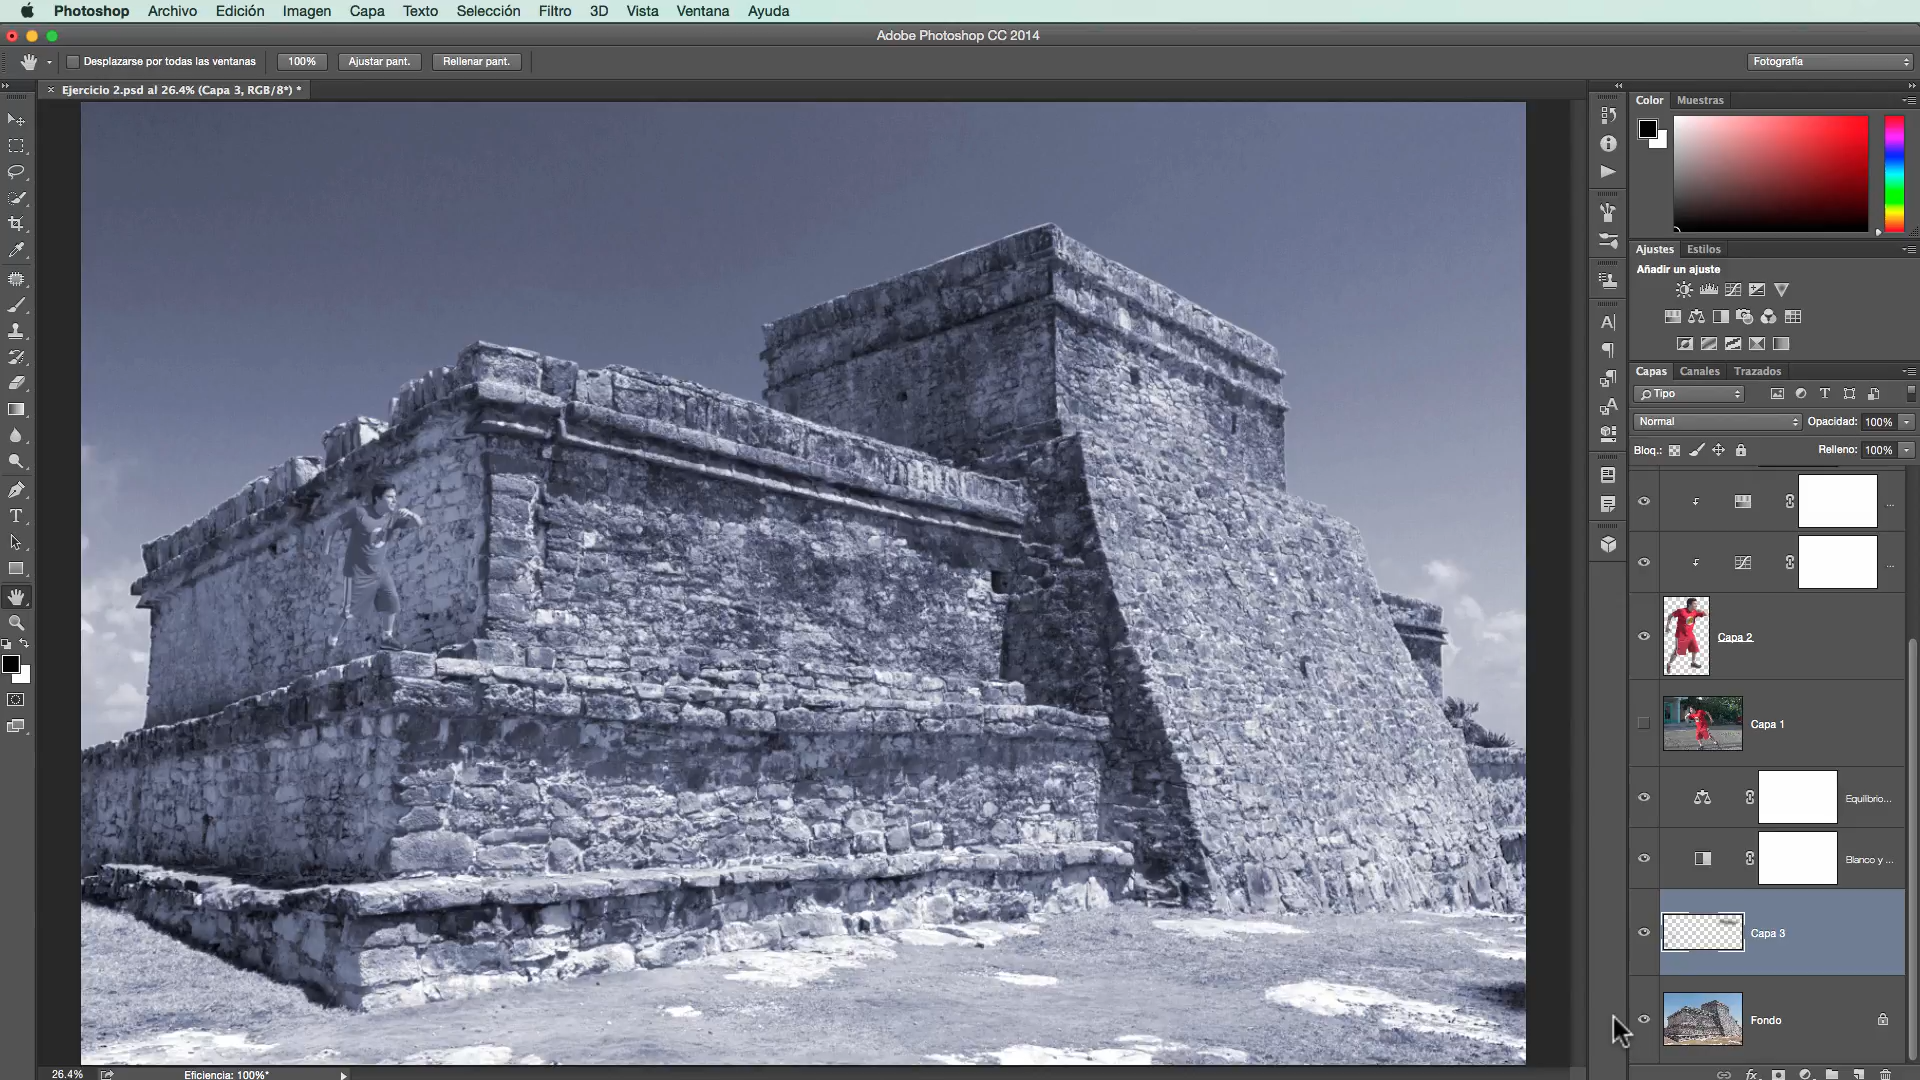 Photoshop Archivo Edición Imagen Capa Texto Selección Filtro 3D Vista Ventana Ayuda
Adobe Photoshop CC 2014
Desplazarse por todas las ventanas 100% Ajustar pant. Rellenar pant. Fotografía
× Ejercicio 2.psd al 26.4% (Capa 3, RGB/8*) *
Color Muestras
Ajustes Estilos
Añadir un ajuste
Capas Canales Trazados
Tipo
Normal Opacidad: 100%
Bloq.: Relleno: 100%
...
...
Capa 2
Capa 1
Equilibrio...
Blanco y ...
Capa 3
Fondo
26.4% Eficiencia: 100%*